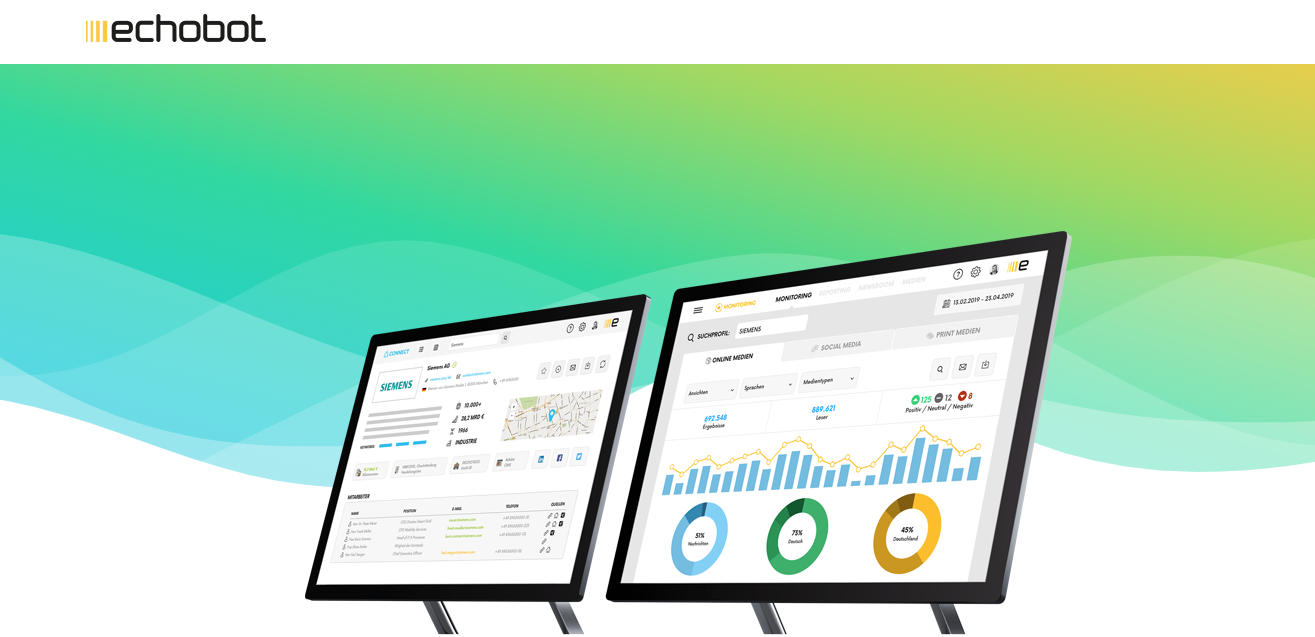 echobot
CONNECT
Siemens
Siemens AG
SIEMENS
10.000+
28,2 MRD €
1966
INDUSTRIE
KEYWORDS:
MITARBEITER
NAME POSITION E-MAIL TELEFON QUELLEN
MONITORING
MONITORING REPORTING NEWSROOM MEDIEN
e
13.02.2019 - 23.04.2019
SUCHPROFIL: SIEMENS
ONLINE MEDIEN SOCIAL MEDIA PRINT MEDIEN
Ansichten Sprachen Medientypen
692.548
Ergebnisse
889.621
Leser
125 12 8
Positiv / Neutral / Negativ
51%
Nachrichten
75%
Deutsch
45%
Deutschland